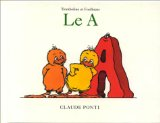 Tromboline et Foulbazar
Le A
CLAUDE PONTI